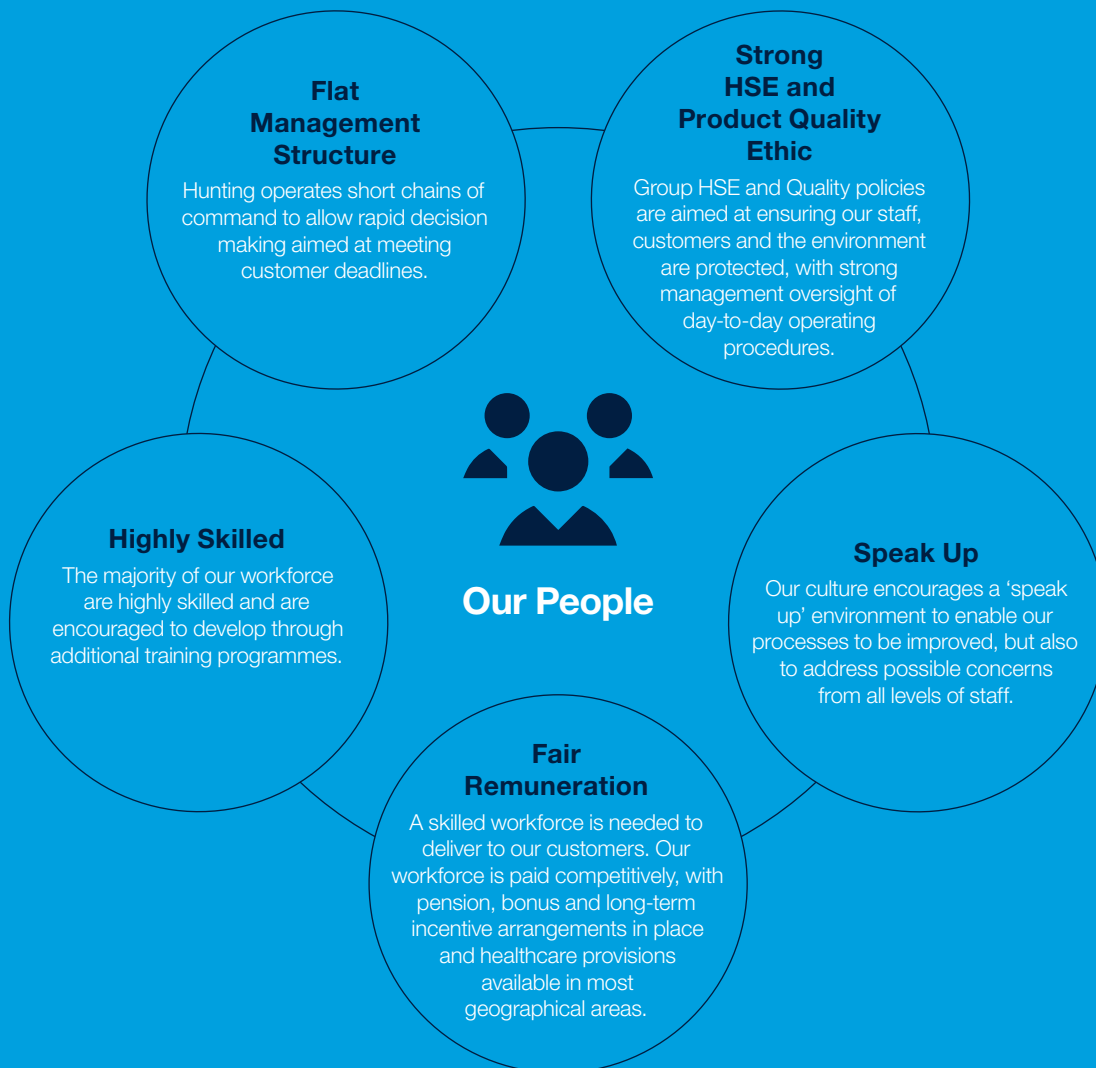 Flat
Management
Structure
Hunting operates short chains of
command to allow rapid decision
making aimed at meeting
customer deadlines.
Strong
HSE and
Product Quality
Ethic
Group HSE and Quality policies
are aimed at ensuring our staff,
customers and the environment
are protected, with strong
management oversight of
day-to-day operating
procedures.
Highly Skilled
The majority of our workforce
are highly skilled and are
encouraged to develop through
additional training programmes.
Our People
Speak Up
Our culture encourages a ‘speak
up’ environment to enable our
processes to be improved, but also
to address possible concerns
from all levels of staff.
Fair
Remuneration
A skilled workforce is needed to
deliver to our customers. Our
workforce is paid competitively, with
pension, bonus and long-term
incentive arrangements in place
and healthcare provisions
available in most
geographical areas.